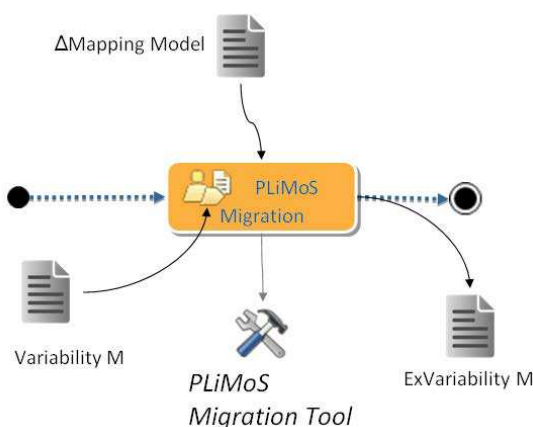 ΔMapping Model
PLiMoS
Migration
Variability M
ExVariability M
PLiMoS
Migration Tool